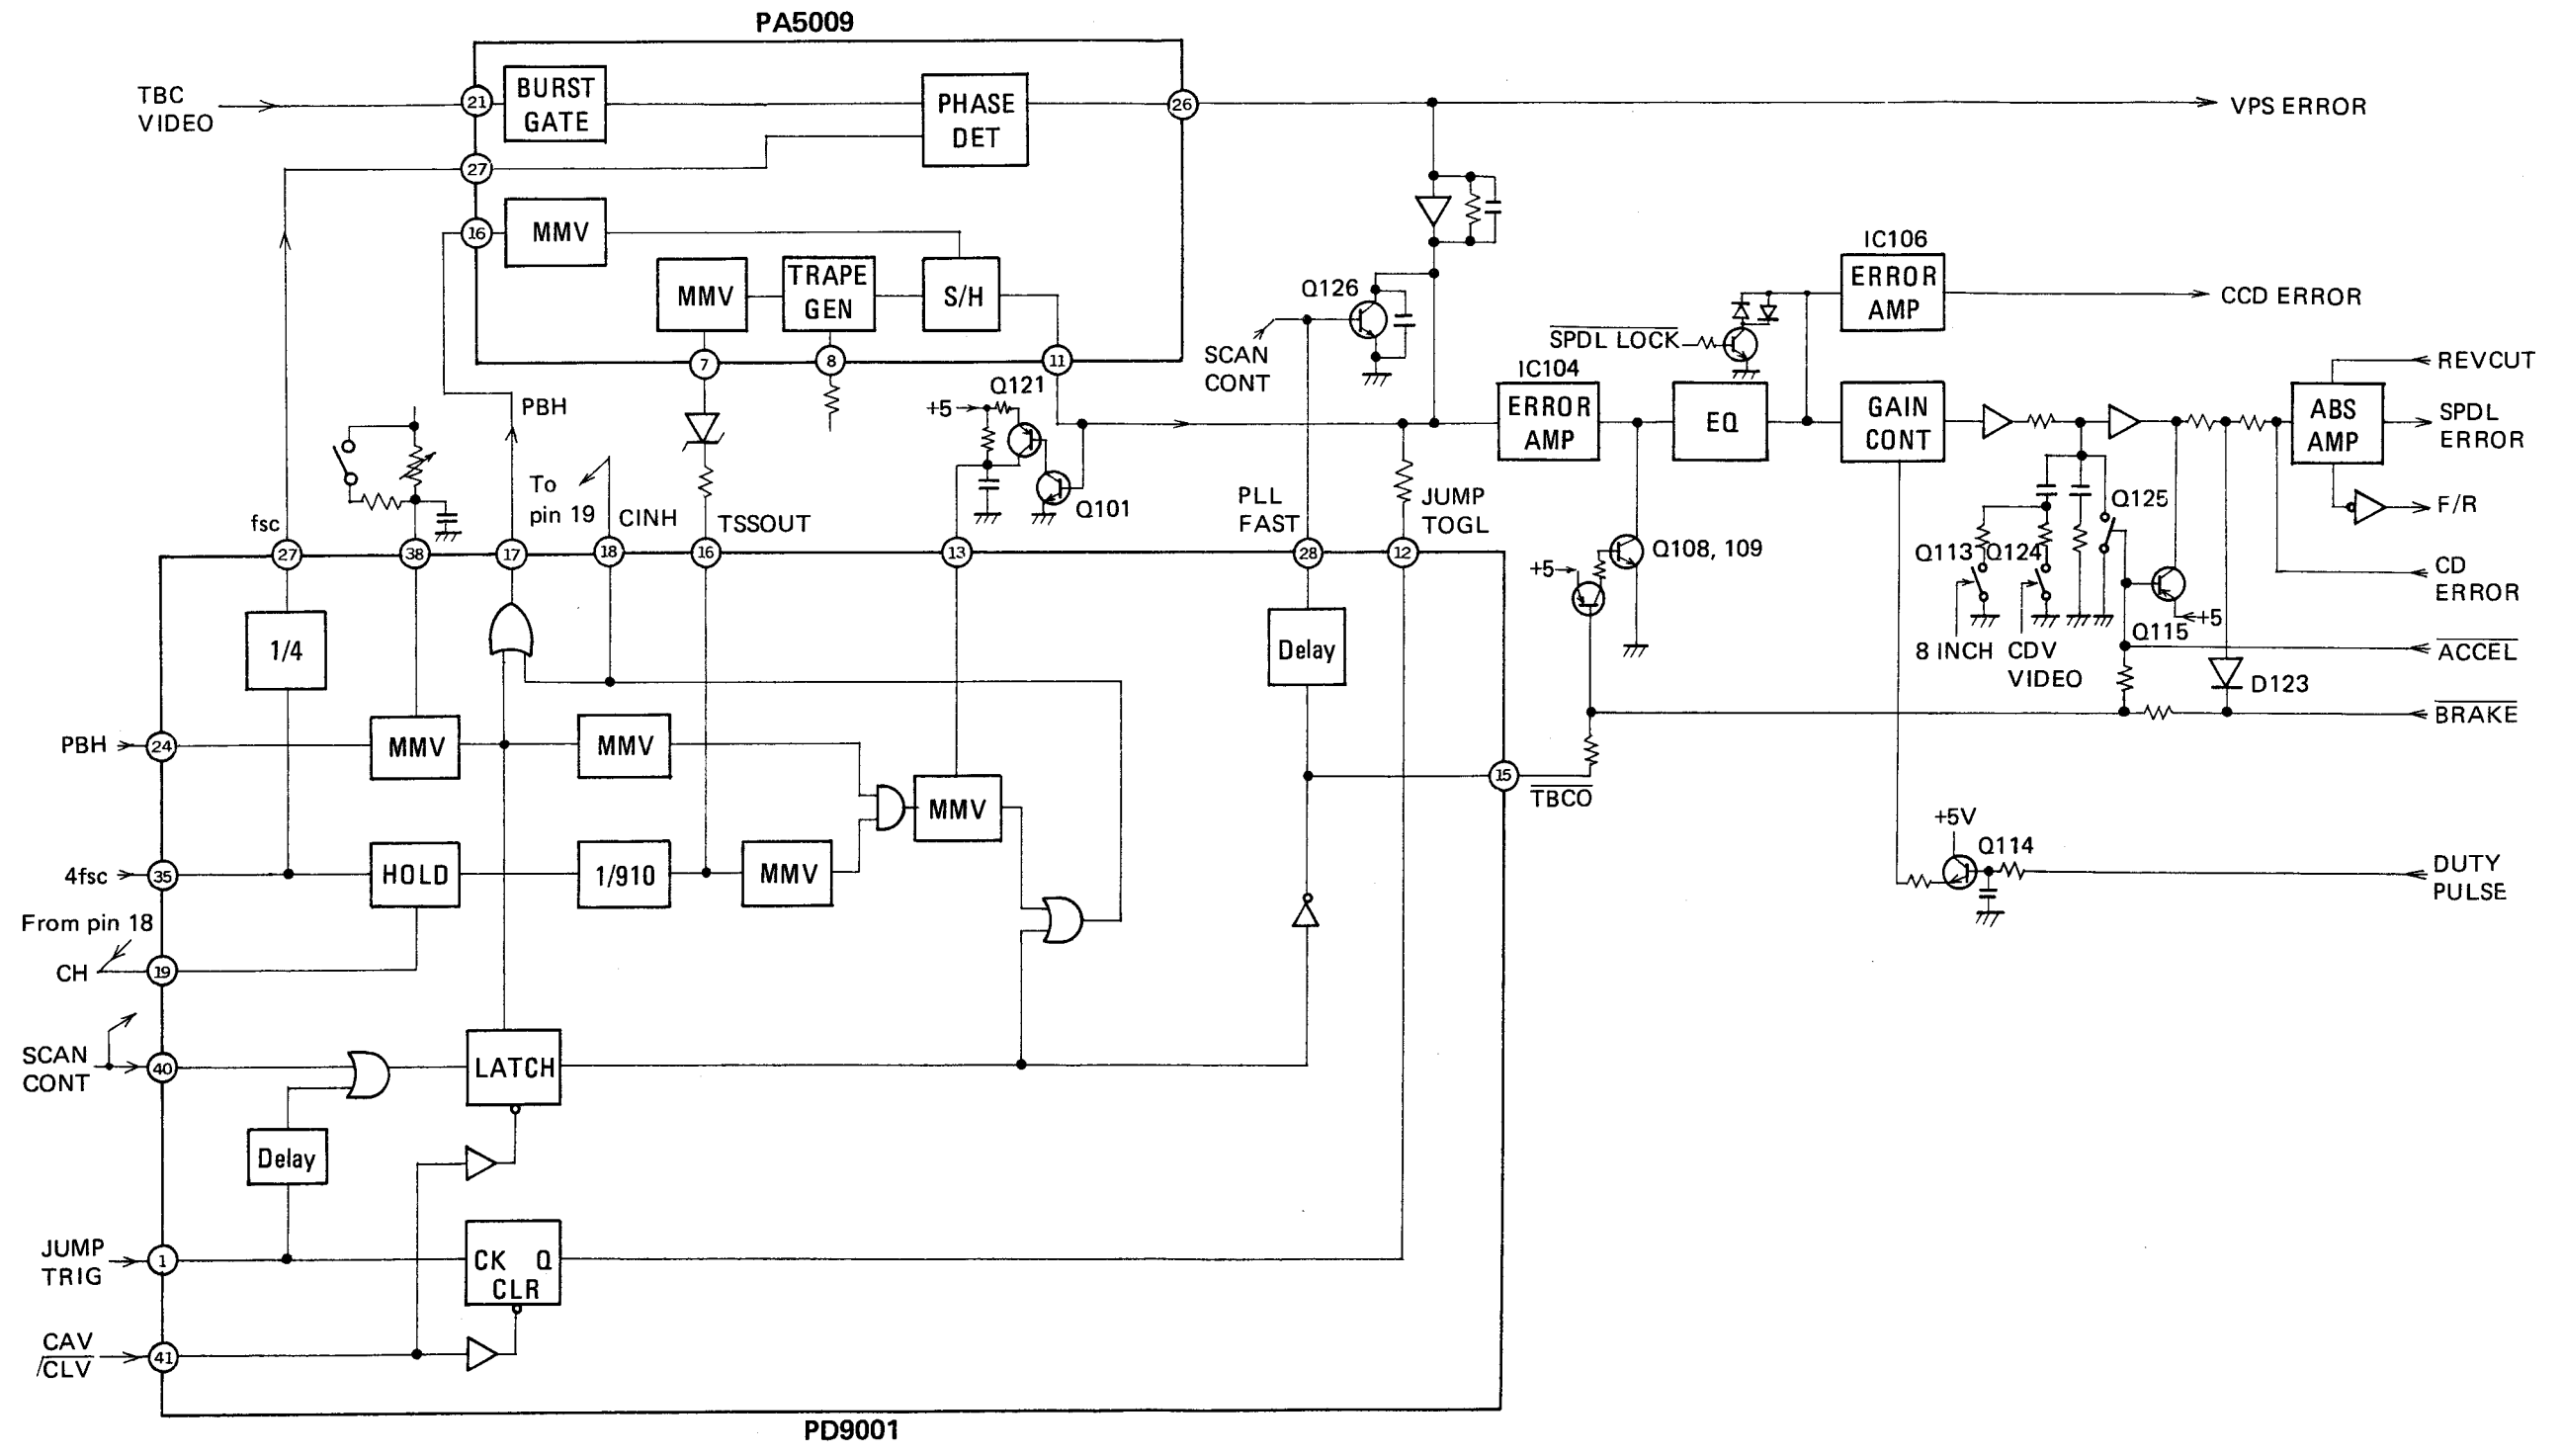 PA5009
TBC
VIDEO
21
BURST
GATE
PHASE
DET
26
VPS ERROR
27
16
MMV
MMV
TRAPE
GEN
S/H
7
8
11
Q126
SCAN
CONT
IC106
ERROR
AMP
CCD ERROR
SPDL LOCK
IC104
ERROR
AMP
EQ
GAIN
CONT
ABS
AMP
REVCUT
SPDL
ERROR
F/R
CD
ERROR
Q121
+5
Q101
PBH
To
pin 19
CINH
TSSOUT
fsc
PLL
FAST
JUMP
TOGL
27
38
17
18
16
13
28
12
Q108, 109
+5
Q125
Q113
Q124
+5
Q115
8 INCH
CDV
VIDEO
ACCEL
D123
BRAKE
1/4
Delay
PBH
24
MMV
MMV
MMV
15
TBCO
4fsc
35
HOLD
1/910
MMV
+5V
Q114
DUTY
PULSE
From pin 18
CH
19
SCAN
CONT
40
LATCH
Delay
JUMP
TRIG
1
CK Q
CLR
CAV
/CLV
41
PD9001